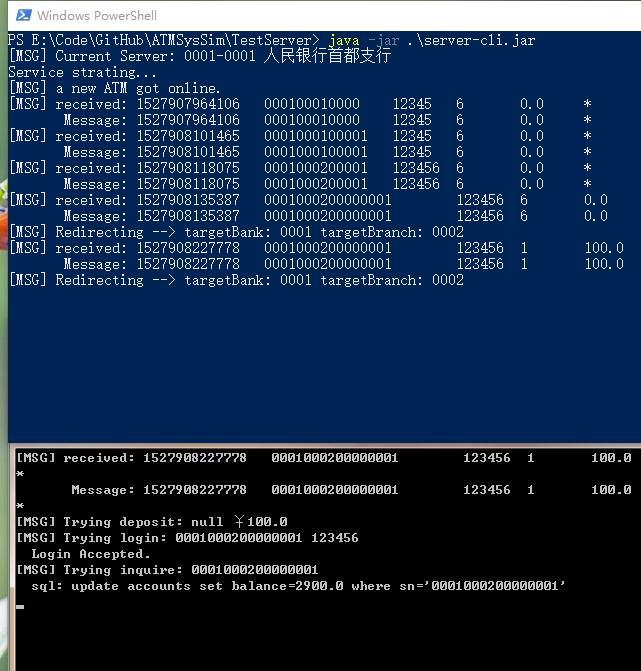 Windows PowerShell
PS E:\Code\GitHub\ATMSysSim\TestServer> java -jar .\server-cli.jar
[MSG] Current Server: 0001-0001 人民银行首都支行
Service strating...
[MSG] a new ATM got online.
[MSG] received: 1527907964106   000100010000    12345   6       0.0     *
       Message: 1527907964106   000100010000    12345   6       0.0     *
[MSG] received: 1527908101465   000100100001    12345   6       0.0     *
       Message: 1527908101465   000100100001    12345   6       0.0     *
[MSG] received: 1527908118075   000100200001    123456  6       0.0     *
       Message: 1527908118075   000100200001    123456  6       0.0     *
[MSG] received: 1527908135387   0001000200000001        123456  6       0.0
       Message: 1527908135387   0001000200000001        123456  6       0.0
[MSG] Redirecting --> targetBank: 0001 targetBranch: 0002
[MSG] received: 1527908227778   0001000200000001        123456  1       100.0
       Message: 1527908227778   0001000200000001        123456  1       100.0
[MSG] Redirecting --> targetBank: 0001 targetBranch: 0002
[MSG] received: 1527908227778   0001000200000001        123456  1       100.0
*
       Message: 1527908227778   0001000200000001        123456  1       100.0
*
[MSG] Trying deposit: null ￥100.0
[MSG] Trying login: 0001000200000001 123456
  Login Accepted.
[MSG] Trying inquire: 0001000200000001
  sql: update accounts set balance=2900.0 where sn='0001000200000001'